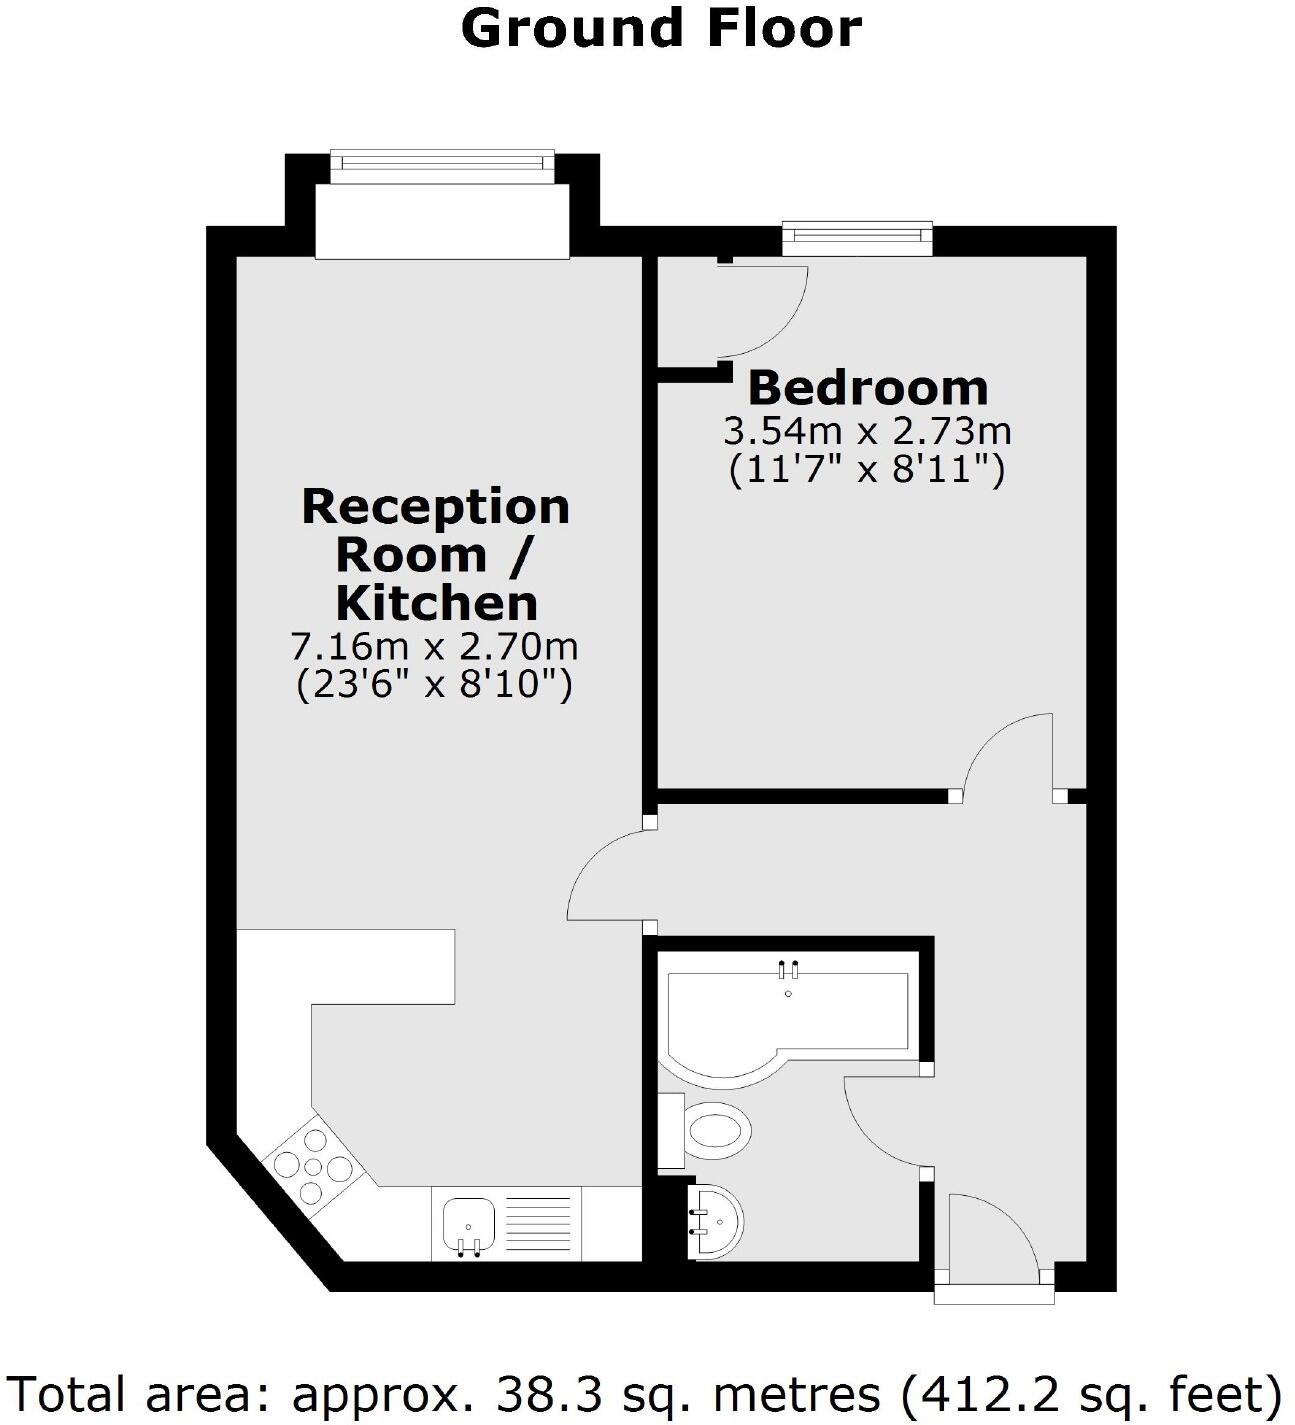 Ground Floor
Bedroom
3.54m x 2.73m
(11'7" x 8'11")
Reception
Room /
Kitchen
7.16m x 2.70m
(23'6" x 8'10")
Total area: approx. 38.3 sq. metres (412.2 sq. feet)